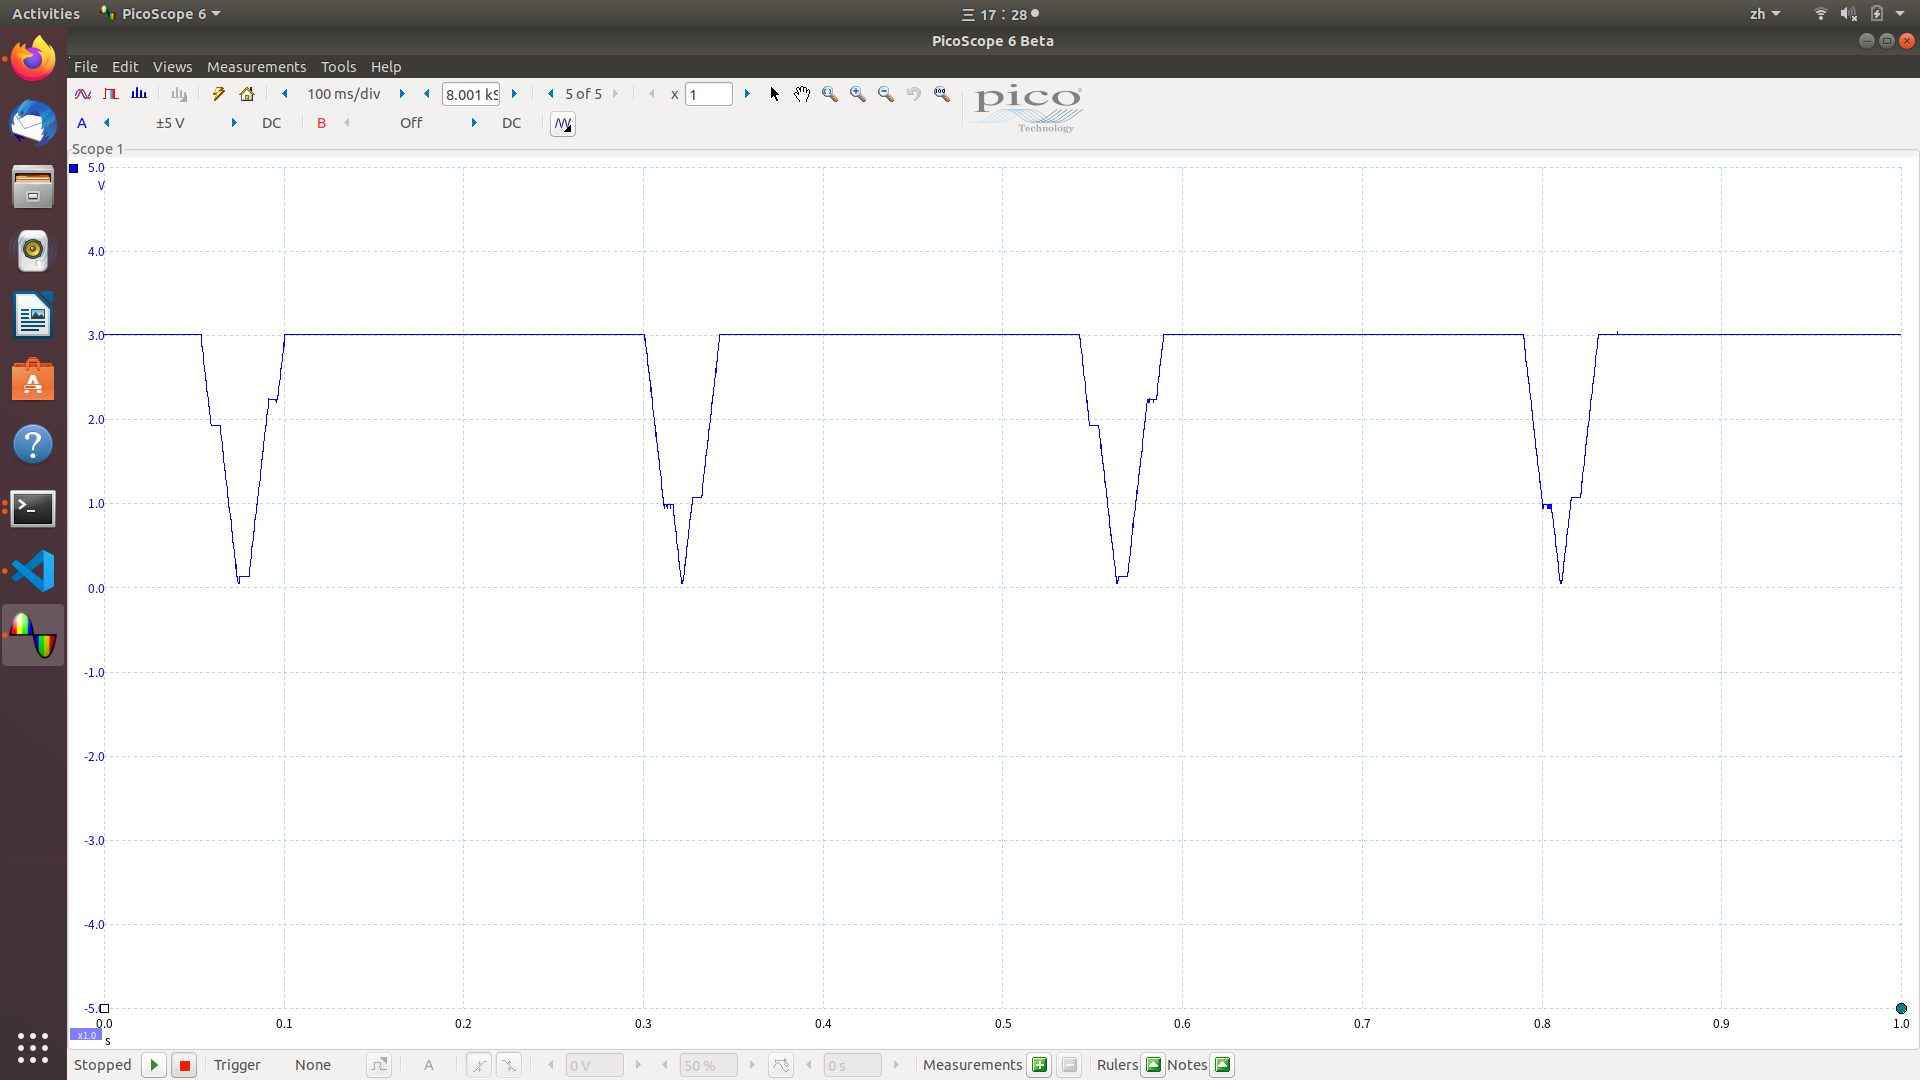 Activities PicoScope 6 三 17：28 zh
PicoScope 6 Beta
File Edit Views Measurements Tools Help
100 ms/div 8.001 kS 5 of 5 x 1
pico
Technology
A ±5 V DC B Off DC
Scope 1
5.0
V
4.0
3.0
2.0
1.0
0.0
-1.0
-2.0
-3.0
-4.0
-5.0
0.0 0.1 0.2 0.3 0.4 0.5 0.6 0.7 0.8 0.9 1.0
x1.0
s
Stopped Trigger None A 0 V 50 % 0 s Measurements Rulers Notes